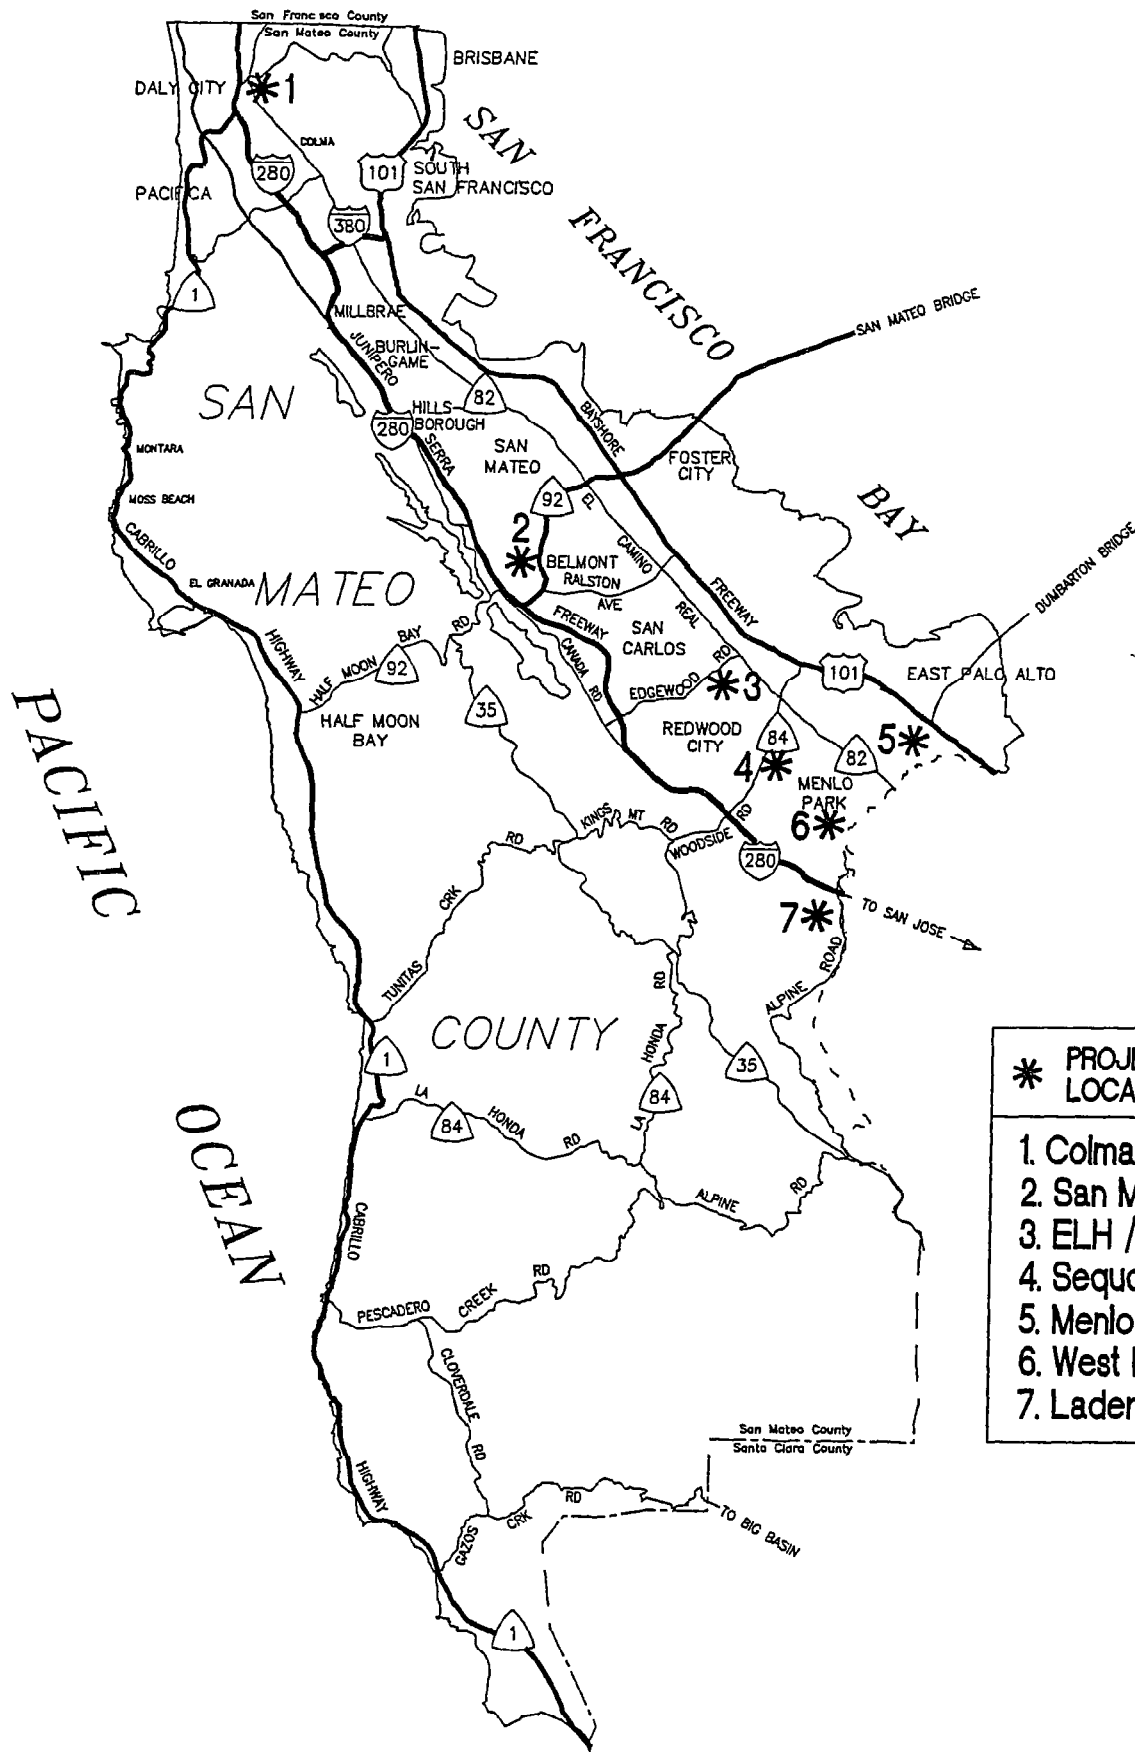 San Francisco County
San Mateo County
BRISBANE
DALY CITY
1
COLMA
SAN
FRANCISCO
BAY
280
101
SOUTH
SAN FRANCISCO
PACIFICA
380
1
MILLBRAE
SAN MATEO BRIDGE
JUNIPERO
BURLIN-
GAME
82
SAN
HILLS
BOROUGH
280
SERRA
BAYSHORE
MONTARA
SAN
MATEO
FOSTER
CITY
MOSS BEACH
92
EL
2
CABRILLO
CAMINO
BELMONT
EL GRANADA
MATEO
RALSTON
AVE
FREEWAY
DUMBARTON BRIDGE
REAL
HIGHWAY
FREEWAY
SAN
CARLOS
HALF MOON BAY RD
92
CANADA
RD
EDGEWOOD RD
3
101
EAST PALO ALTO
35
HALF MOON
BAY
REDWOOD
CITY
84
82
5
4
MENLO
PARK
PACIFIC
6
KINGS MT RD
WOODSIDE RD
280
TUNITAS CRK RD
7
TO SAN JOSE
ALPINE ROAD
COUNTY
LA HONDA RD
1
35
84
LA HONDA RD
84
OCEAN
ALPINE RD
CABRILLO
PESCADERO CREEK RD
CLOVERDALE
RD
San Mateo County
Santa Clara County
HIGHWAY
GAZOS CRK RD
TO BIG BASIN
1
PROJ
LOCA
1. Colma
2. San M
3. ELH /
4. Sequo
5. Menlo
6. West
7. Lader